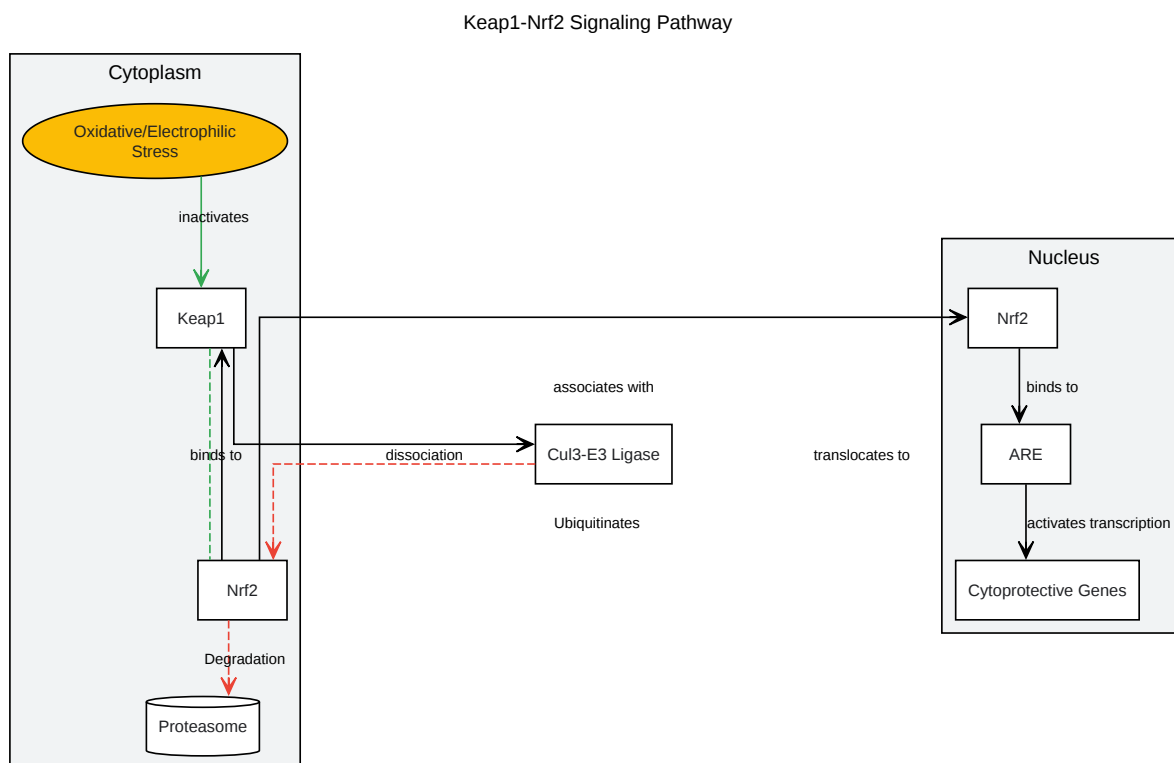 Keap1-Nrf2 Signaling Pathway
Cytoplasm
Oxidative/Electrophilic
Stress
inactivates
Nucleus
Keap1
Nrf2
associates with
binds to
binds to
dissociation
Cul3-E3 Ligase
translocates to
ARE
Ubiquitinates
activates transcription
Nrf2
Cytoprotective Genes
Degradation
Proteasome